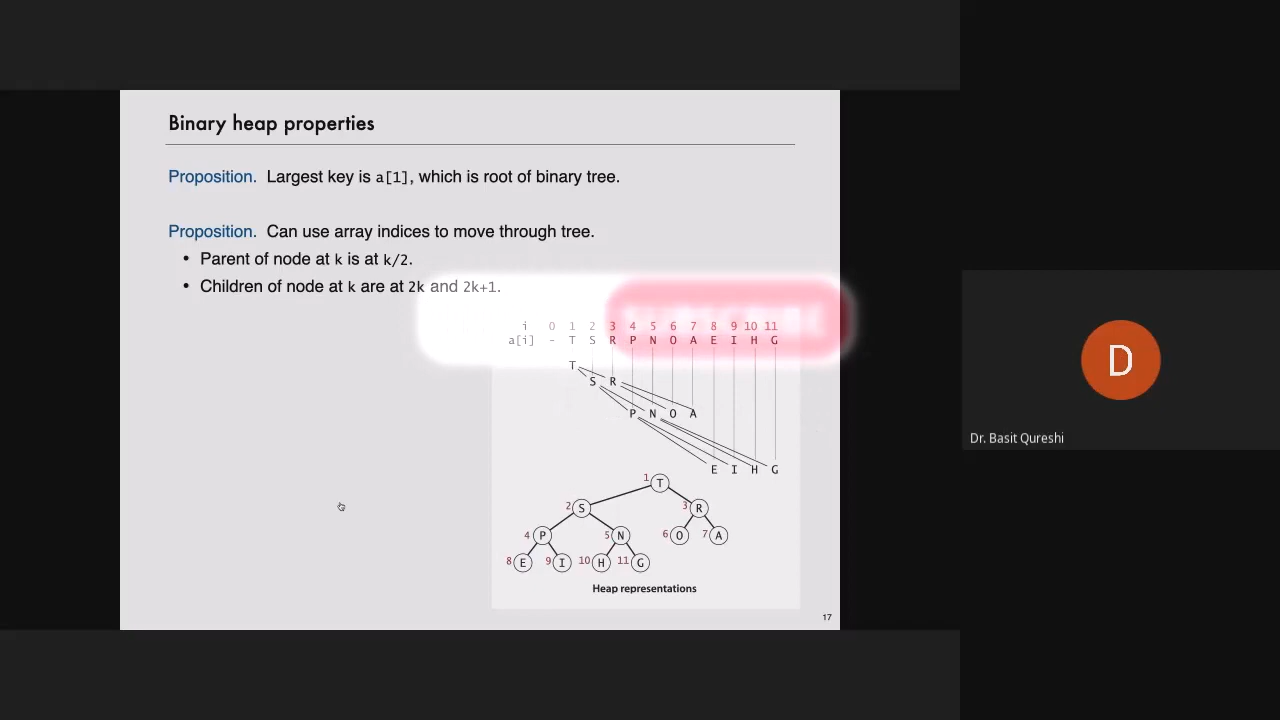 Binary heap properties
Proposition. Largest key is a[1], which is root of binary tree.
Proposition. Can use array indices to move through tree.
• Parent of node at k is at k/2.
• Children of node at k are at 2k and 2k+1.
i 0 1 2 3 4 5 6 7 8 9 10 11
a[i] - T S R P N O A E I H G
T
S R
P N O A
E I H G
1 T
2 S 3 R
4 P 5 N 6 O 7 A
8 E 9 I 10 H 11 G
Heap representations
17
D
Dr. Basit Qureshi